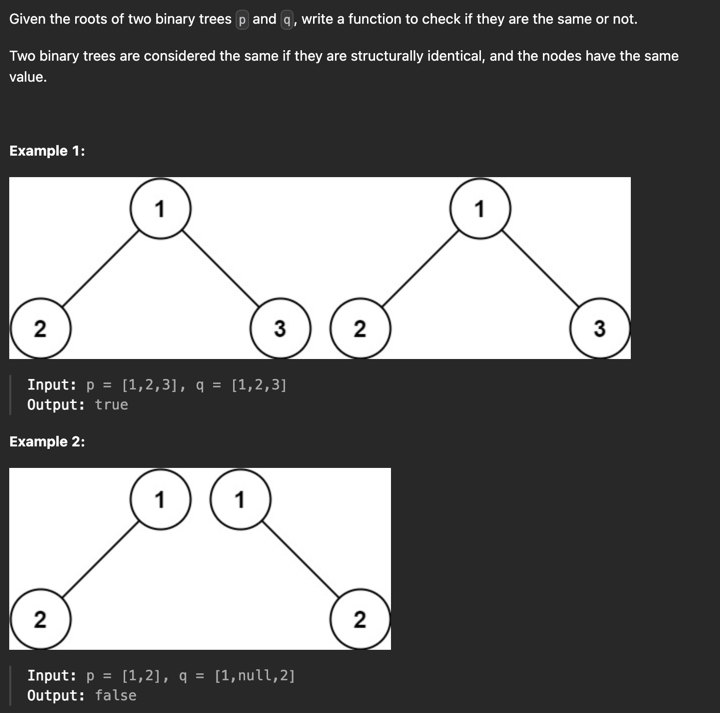 Given the roots of two binary trees p and q, write a function to check if they are the same or not.
Two binary trees are considered the same if they are structurally identical, and the nodes have the same
value.
Example 1:
1 1
2 3 2 3
Input: p = [1,2,3], q = [1,2,3]
Output: true
Example 2:
1 1
2 2
Input: p = [1,2], q = [1,null,2]
Output: false